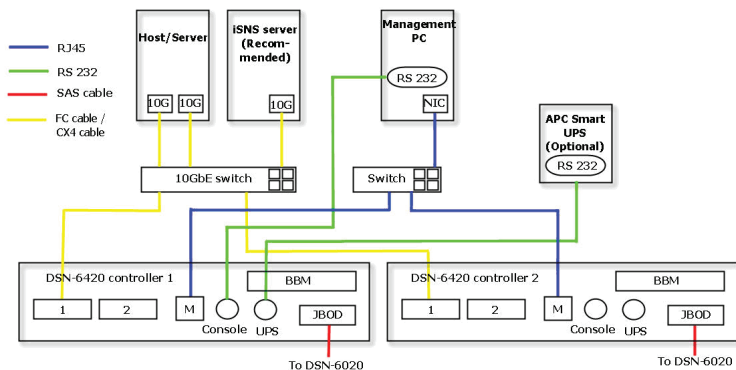 RJ45
RS 232
SAS cable
FC cable /
CX4 cable
Host/Server
10G
10G
iSNS server
(Recom-
mended)
10G
Management
PC
RS 232
NIC
APC Smart
UPS
(Optional)
RS 232
10GbE switch
Switch
DSN-6420 controller 1
BBM
1
2
M
Console
UPS
JBOD
To DSN-6020
DSN-6420 controller 2
BBM
1
2
M
Console
UPS
JBOD
To DSN-6020